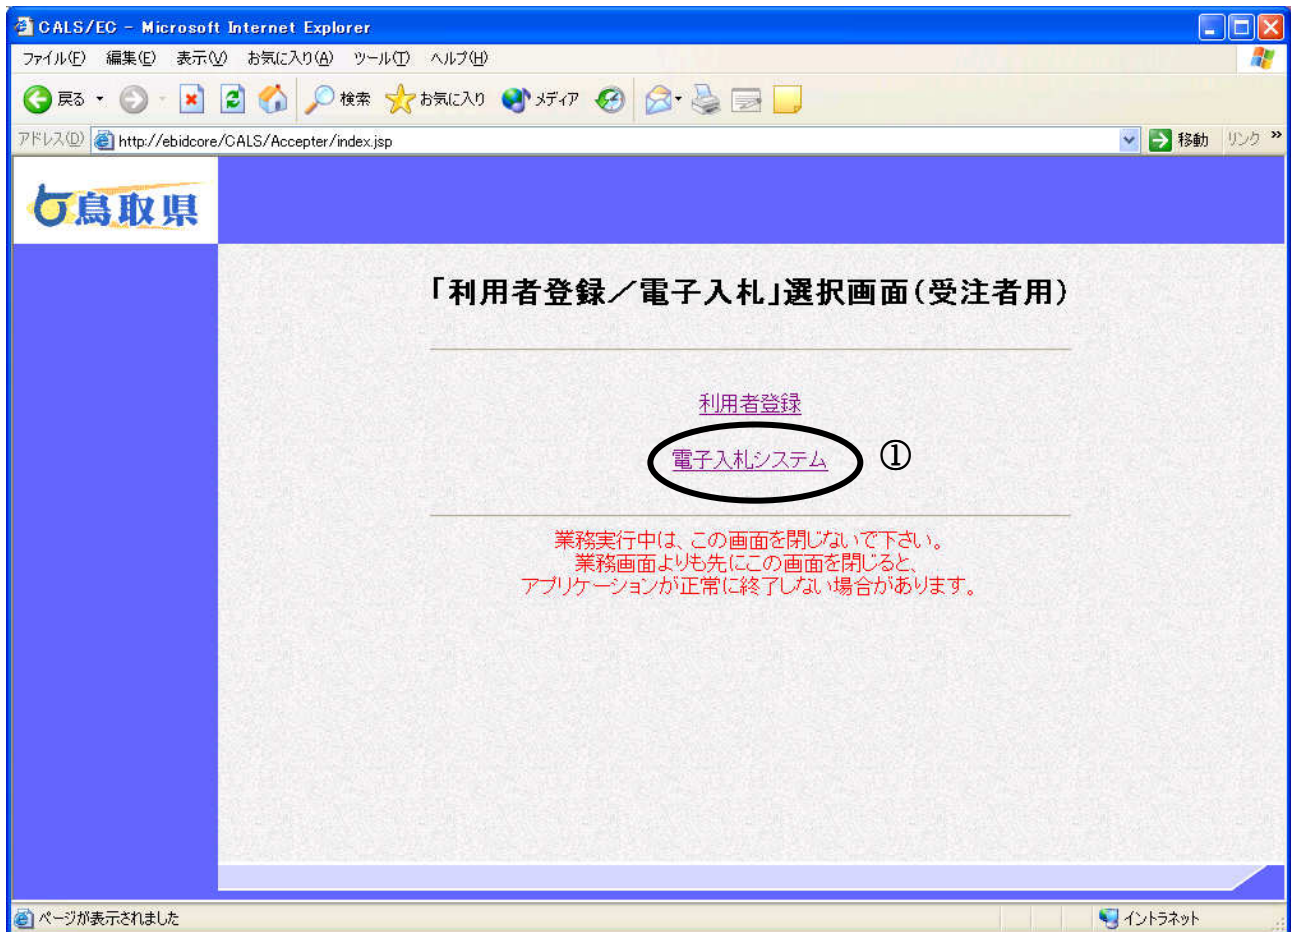 CALS/EC - Microsoft Internet Explorer
ファイル(F) 編集(E) 表示(V) お気に入り(A) ツール(T) ヘルプ(H)
戻る 検索 お気に入り メディア
アドレス(D) http://ebidcore/CALS/Accepter/index.jsp 移動 リンク »
鳥取県
「利用者登録／電子入札」選択画面（受注者用）
利用者登録
電子入札システム ①
業務実行中は、この画面を閉じないで下さい。
業務画面よりも先にこの画面を閉じると、
アプリケーションが正常に終了しない場合があります。
ページが表示されました イントラネット